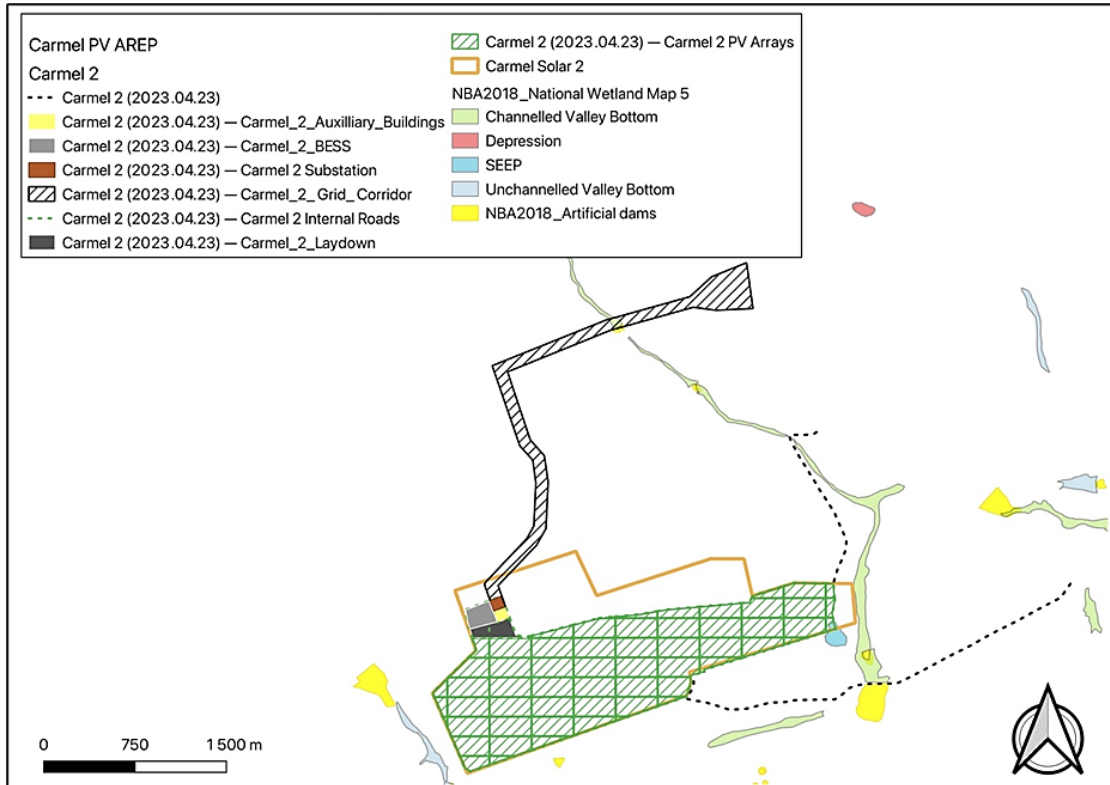 Carmel PV AREP
Carmel 2
Carmel 2 (2023.04.23)
Carmel 2 (2023.04.23) — Carmel_2_Auxilliary_Buildings
Carmel 2 (2023.04.23) — Carmel_2_BESS
Carmel 2 (2023.04.23) — Carmel 2 Substation
Carmel 2 (2023.04.23) — Carmel_2_ Grid_ Corridor
Carmel 2 (2023.04.23) — Carmel 2 Internal Roads
Carmel 2 (2023.04.23) — Carmel_2_Laydown
Carmel 2 (2023.04.23) — Carmel 2 PV Arrays
Carmel Solar 2
NBA2018_National Wetland Map 5
Channelled Valley Bottom
Depression
SEEP
Unchannelled Valley Bottom
NBA2018_Artificial dams
0 750 1 500 m